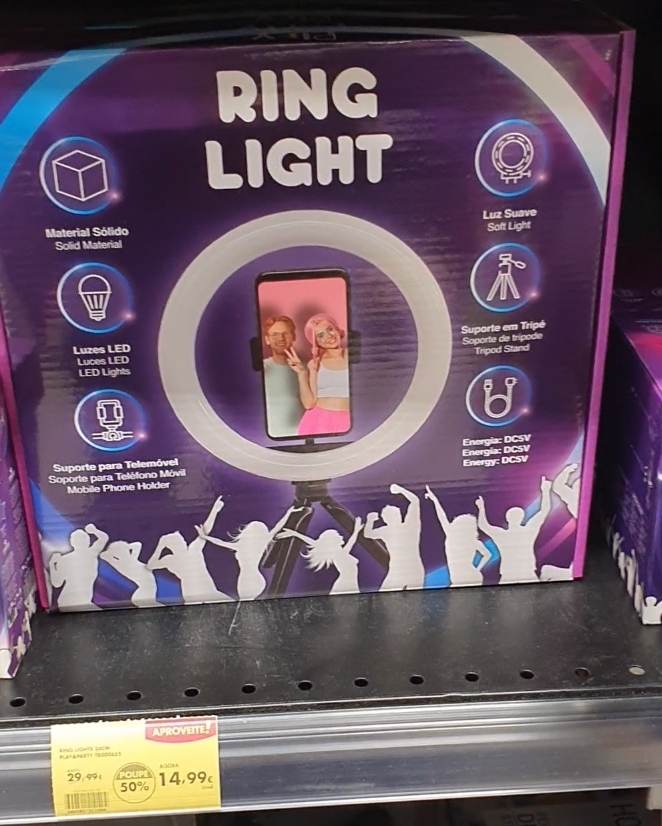 RING
LIGHT
Material Sólido
Solid Material
Luzes LED
Luces LED
LED Lights
Suporte para Telemóvel
Soporte para Teléfono Móvil
Mobile Phone Holder
Luz Suave
Soft Light
Suporte em Tripé
Soporte de trípode
Tripod Stand
Energia: DC5V
Energía: DC5V
Energy: DC5V
APROVEITE!
29,99€
POUPE
50%
AGORA
14,99€